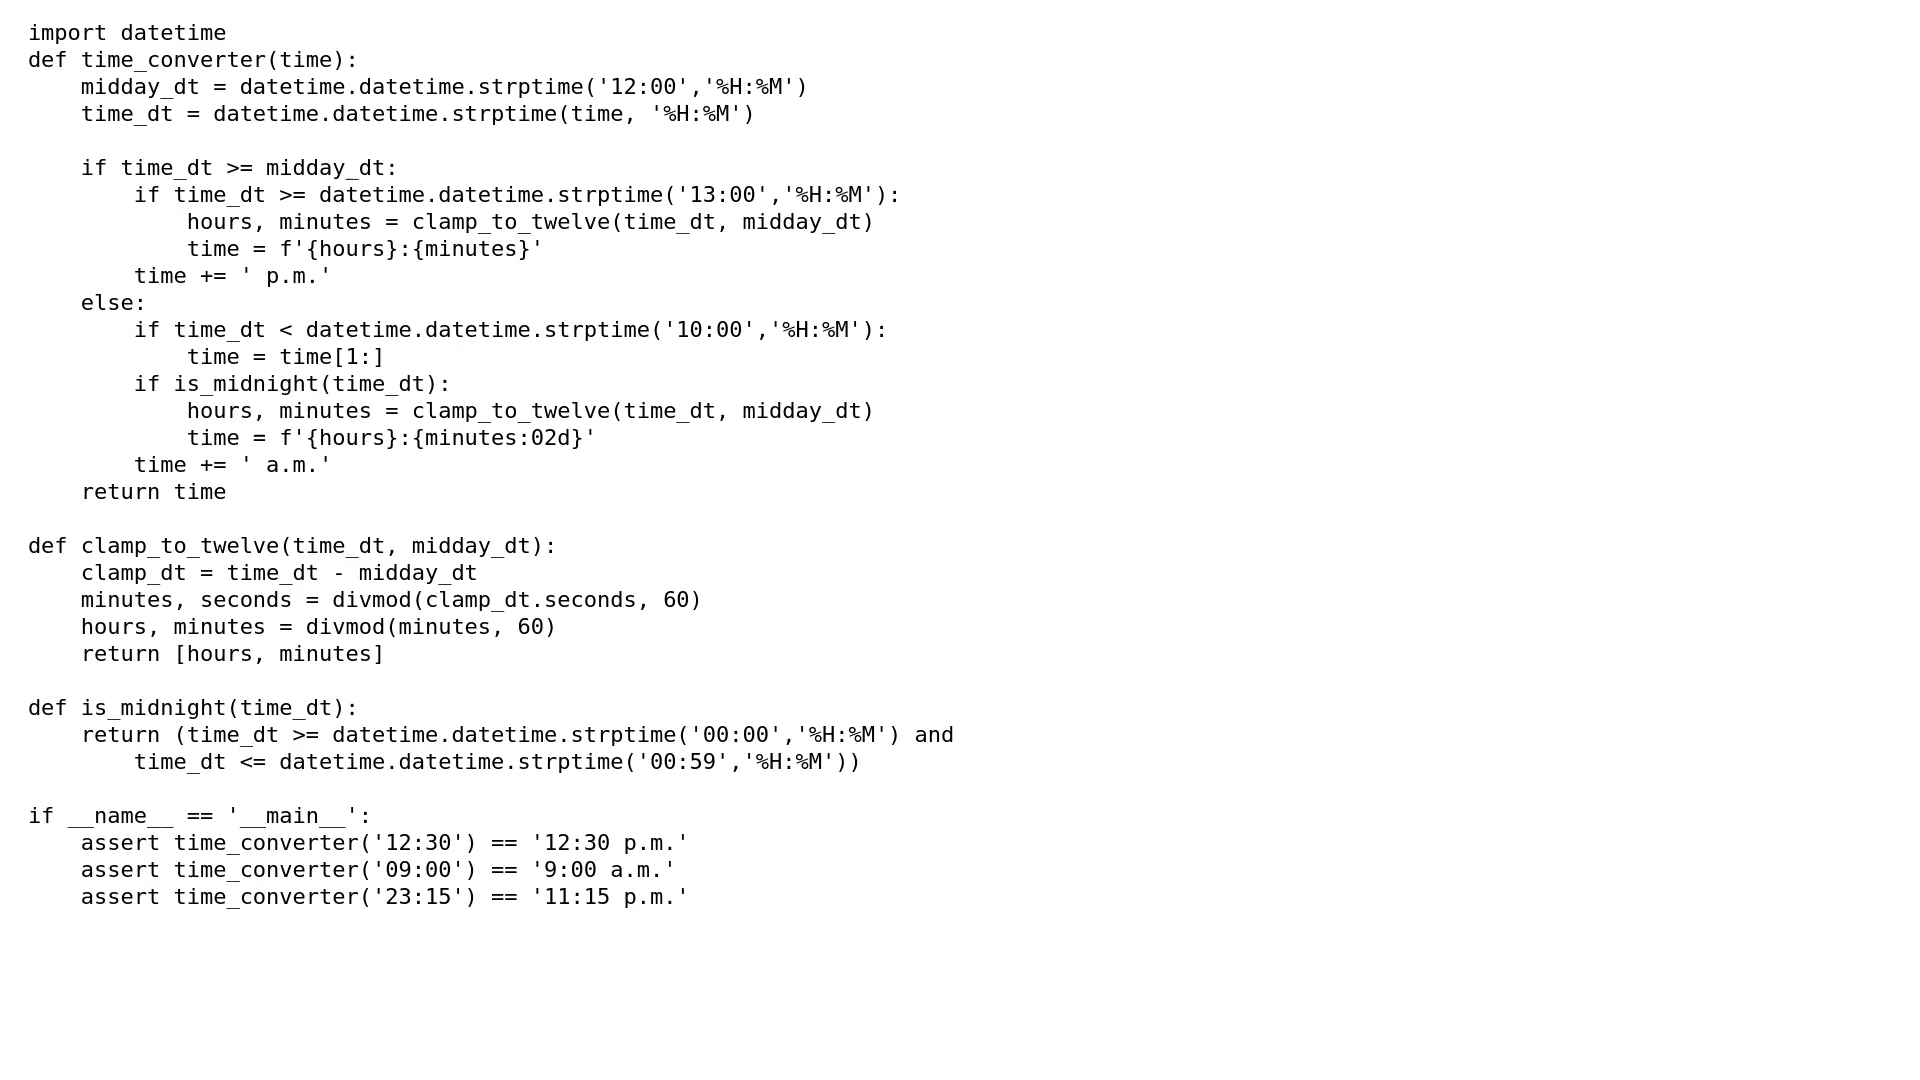 import datetime
def time_converter(time):
    midday_dt = datetime.datetime.strptime('12:00','%H:%M')
    time_dt = datetime.datetime.strptime(time, '%H:%M')

    if time_dt >= midday_dt:
        if time_dt >= datetime.datetime.strptime('13:00','%H:%M'):
            hours, minutes = clamp_to_twelve(time_dt, midday_dt)
            time = f'{hours}:{minutes}'
        time += ' p.m.'
    else:
        if time_dt < datetime.datetime.strptime('10:00','%H:%M'):
            time = time[1:]
        if is_midnight(time_dt):
            hours, minutes = clamp_to_twelve(time_dt, midday_dt)
            time = f'{hours}:{minutes:02d}'
        time += ' a.m.'
    return time

def clamp_to_twelve(time_dt, midday_dt):
    clamp_dt = time_dt - midday_dt
    minutes, seconds = divmod(clamp_dt.seconds, 60)
    hours, minutes = divmod(minutes, 60)
    return [hours, minutes]

def is_midnight(time_dt):
    return (time_dt >= datetime.datetime.strptime('00:00','%H:%M') and
        time_dt <= datetime.datetime.strptime('00:59','%H:%M'))

if __name__ == '__main__':
    assert time_converter('12:30') == '12:30 p.m.'
    assert time_converter('09:00') == '9:00 a.m.'
    assert time_converter('23:15') == '11:15 p.m.'